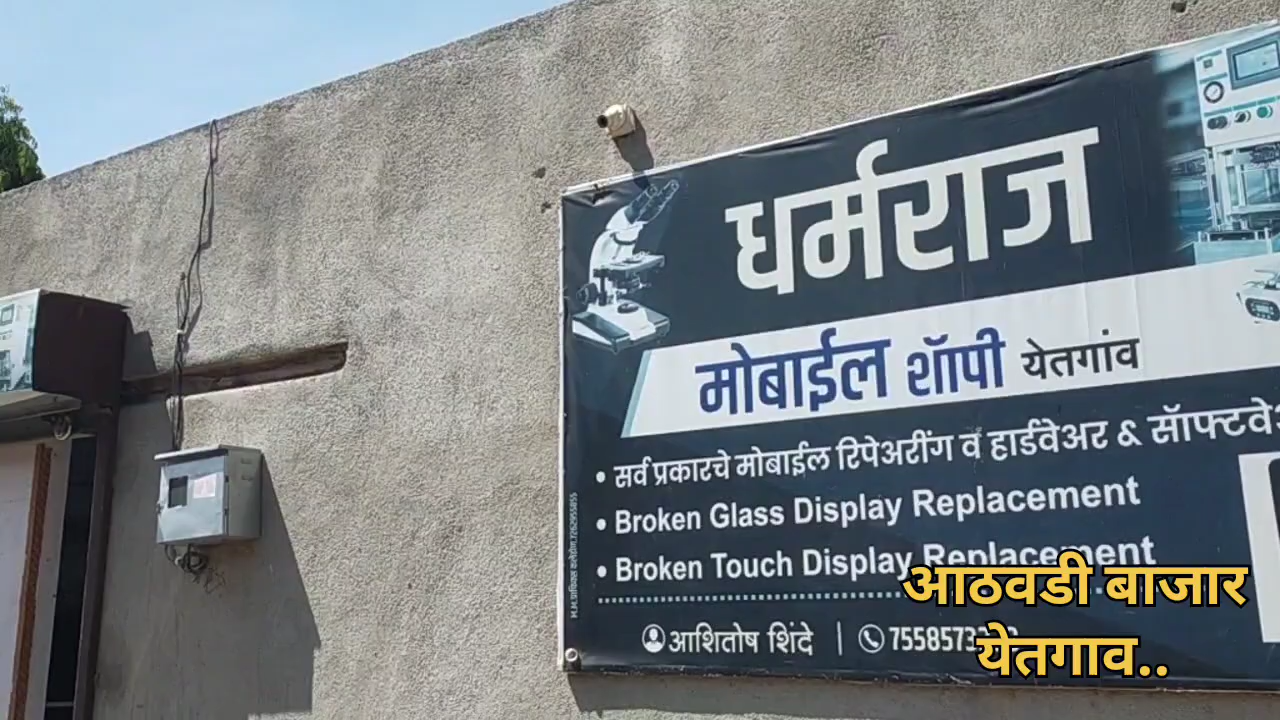 धर्मराज
मोबाईल शॉपी येतगांव
• सर्व प्रकारचे मोबाईल रिपेअरींग व हार्डवेअर &
• Broken Glass Display Replacement
• Broken Touch Display Replacement
आशितोष शिंदे |
आठवडी बाजार
येतगाव..